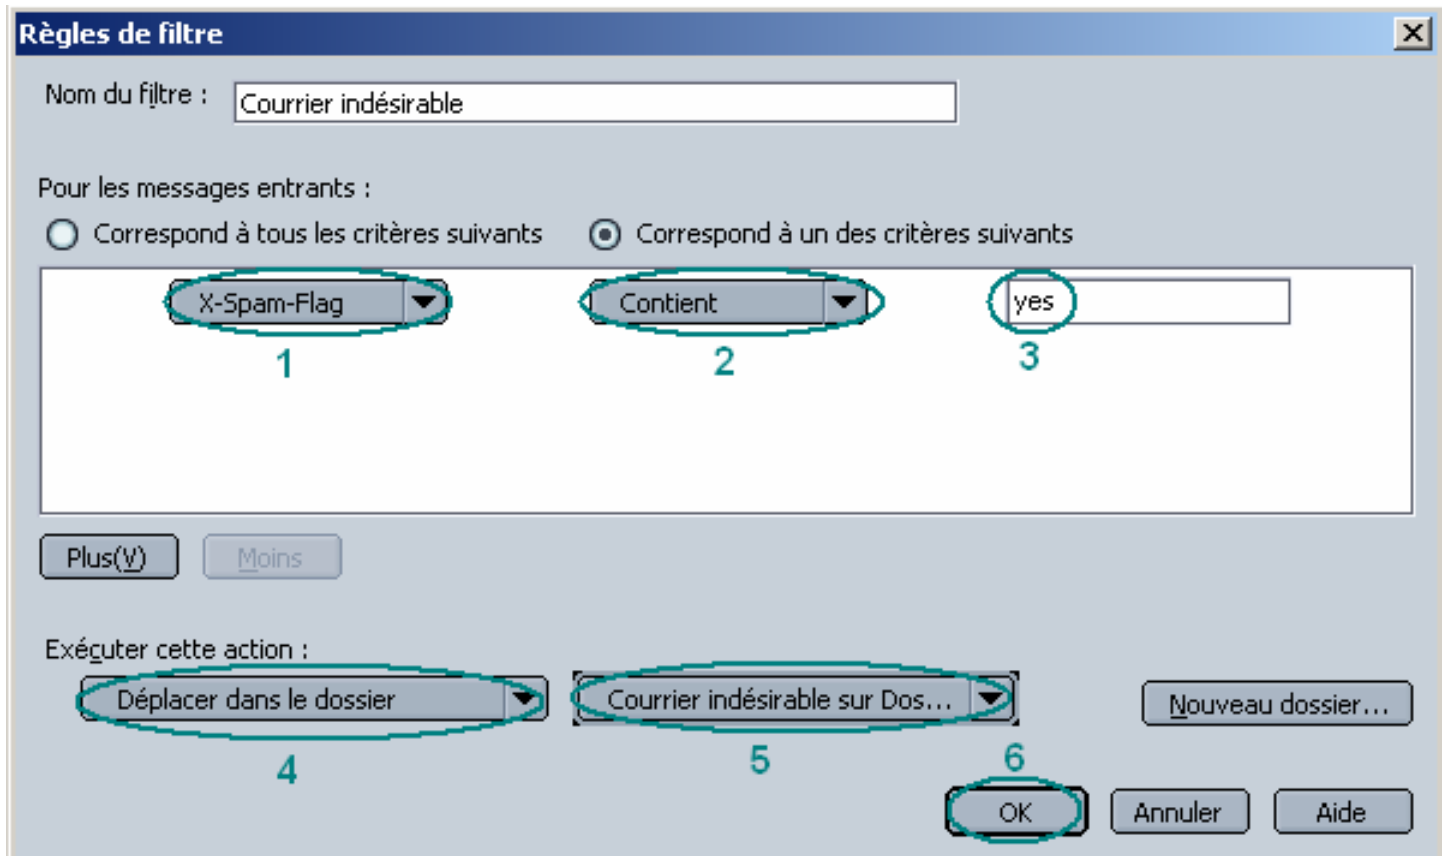 Règles de filtre
Nom du filtre : Courrier indésirable
Pour les messages entrants :
Correspond à tous les critères suivants Correspond à un des critères suivants
X-Spam-Flag Contient yes
1 2 3
Plus(V) Moins
Exécuter cette action :
Déplacer dans le dossier Courrier indésirable sur Dos... Nouveau dossier...
4 5 6
OK Annuler Aide